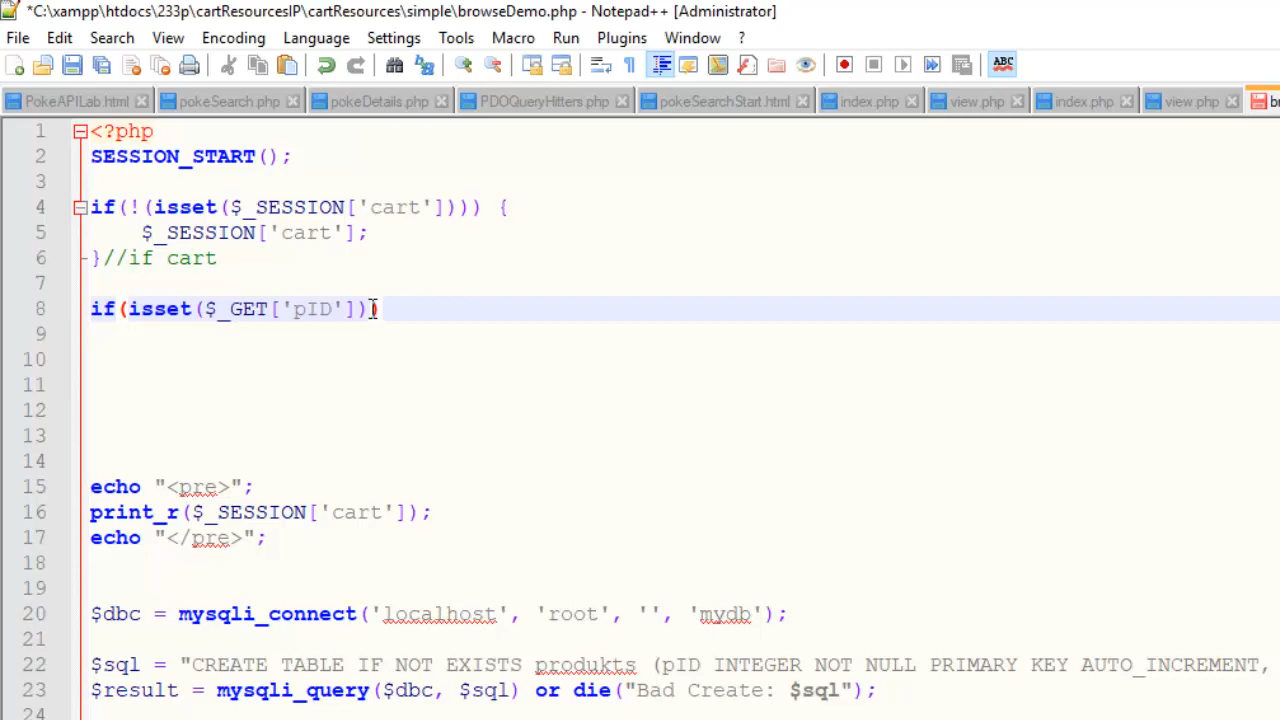 *C:\xampp\htdocs\233p\cartResourcesIP\cartResources\simple\browseDemo.php - Notepad++ [Administrator]
File Edit Search View Encoding Language Settings Tools Macro Run Plugins Window ?
ABC
PokeAPILab.html pokeSearch.php pokeDetails.php PDOQueryHitters.php pokeSearchStart.html index.php view.php index.php view.php br
1 <?php
2 SESSION_START();
3
4 if(!(isset($_SESSION['cart']))) {
5 $_SESSION['cart'];
6 }//if cart
7
8 if(isset($_GET['pID']))
9
10
11
12
13
14
15 echo "<pre>";
16 print_r($_SESSION['cart']);
17 echo "</pre>";
18
19
20 $dbc = mysqli_connect('localhost', 'root', '', 'mydb');
21
22 $sql = "CREATE TABLE IF NOT EXISTS produkts (pID INTEGER NOT NULL PRIMARY KEY AUTO_INCREMENT,
23 $result = mysqli_query($dbc, $sql) or die("Bad Create: $sql");
24